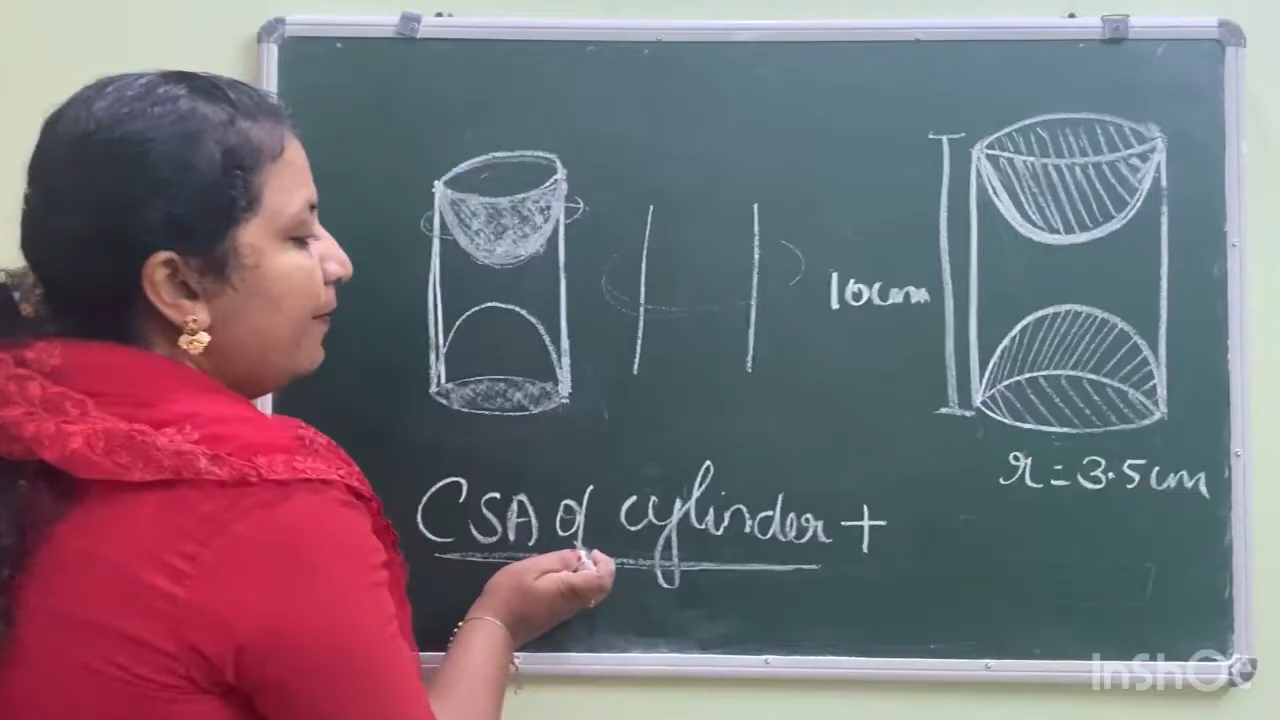 10cm
r=3.5cm
CSA of cylinder +
InShOt